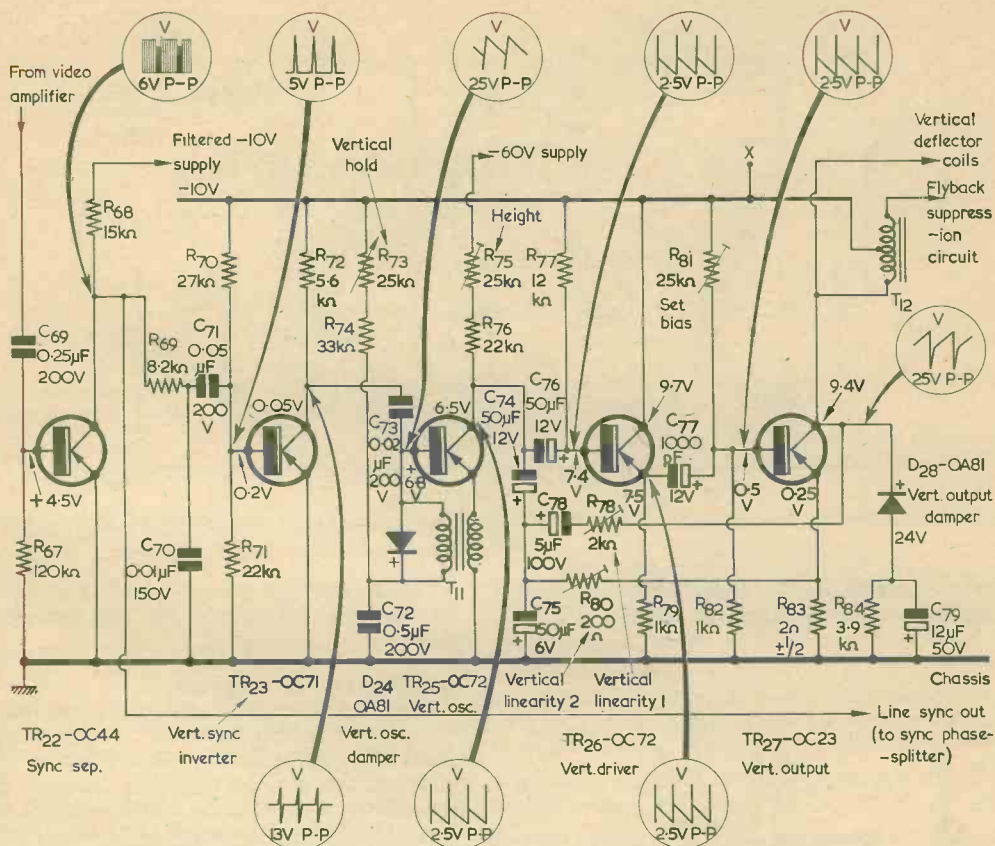 V
6V P-P
V
5V P-P
V
25V P-P
V
2·5V P-P
V
2·5V P-P
From video
amplifier
Filtered -10V
supply
-10V
Vertical
hold
-60V supply
Height
X
Vertical
deflector
coils
Flyback
suppress
-ion
circuit
R68
15kΩ
R70
27kΩ
R72
5·6
kΩ
R73
25kΩ
R75
25kΩ
R77
12
kΩ
R81
25kΩ
Set
bias
T12
R74
33kΩ
R76
22kΩ
C69
0·25μF
200V
R69
8·2kΩ
C71
0·05
μF
200
V
V
25V P-P
C73
0·02
μF
200V
C74
50μF
12V
C76
50μF
12V
C77
1000
pF
12V
+4·5V
0·05V
0·2V
6·5V
+
6·8
V
9·7V
7·4
V
7·5
V
9·4V
0·5
V
0·25
V
D28-OA81
Vert. output
damper
24V
+
R67
120kΩ
C70
0·01μF
150V
R71
22kΩ
+
T11
C72
0·5μF
200V
+
C78
5μF
100V
R78
2kΩ
R80
200
Ω
C75
50μF
6V
+
R79
1kΩ
R82
1kΩ
R83
2Ω
±1/2
R84
3·9
kΩ
C79
12μF
50V
+
Chassis
TR22-OC44
Sync sep.
TR23-OC71
Vert. sync
inverter
D24
OA81
Vert. osc.
damper
TR25-OC72
Vert. osc.
Vertical
linearity 2
Vertical
linearity 1
TR26-OC72
Vert. driver
TR27-OC23
Vert. output
Line sync out
(to sync phase-
-splitter)
V
13V P-P
V
2·5V P-P
V
2·5V P-P